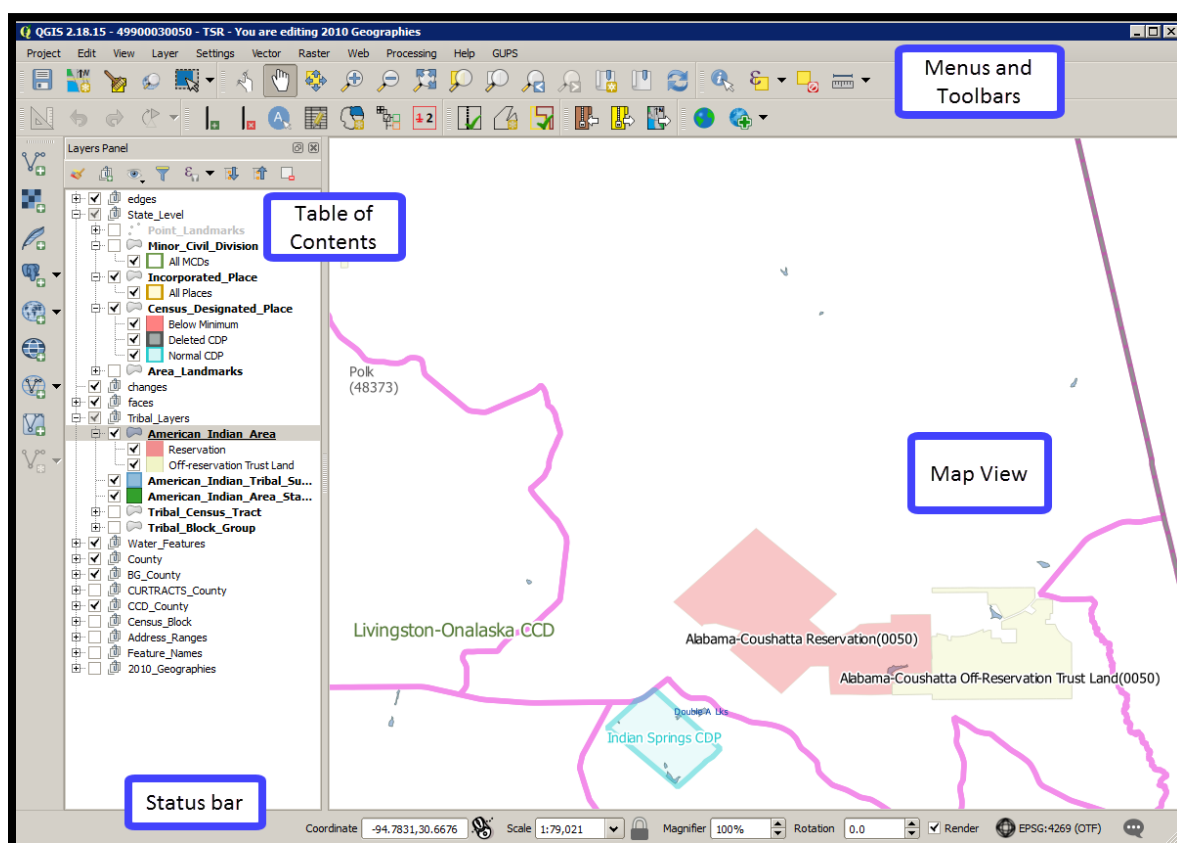 QGIS 2.18.15 - 49900030050 - TSR - You are editing 2010 Geographies
Project Edit View Layer Settings Vector Raster Web Processing Help GUPS
Menus and
Toolbars
Layers Panel
edges
State_Level
Point_Landmarks
Minor_Civil_Division
All MCDs
Incorporated_Place
All Places
Census_Designated_Place
Below Minimum
Deleted CDP
Normal CDP
Area_Landmarks
changes
faces
Tribal_Layers
American_Indian_Area
Reservation
Off-reservation Trust Land
American_Indian_Tribal_Su...
American_Indian_Area_Sta...
Tribal_Census_Tract
Tribal_Block_Group
Water_Features
County
BG_County
CURTRACTS_County
CCD_County
Census_Block
Address_Ranges
Feature_Names
2010_Geographies
Table of
Contents
Polk
(48373)
Map View
Livingston-Onalaska CCD
Alabama-Coushatta Reservation(0050)
Alabama-Coushatta Off-Reservation Trust Land(0050)
Double A Lks
Indian Springs CDP
Status bar
Coordinate -94.7831,30.6676 Scale 1:79,021 Magnifier 100% Rotation 0.0 Render EPSG:4269 (OTF)